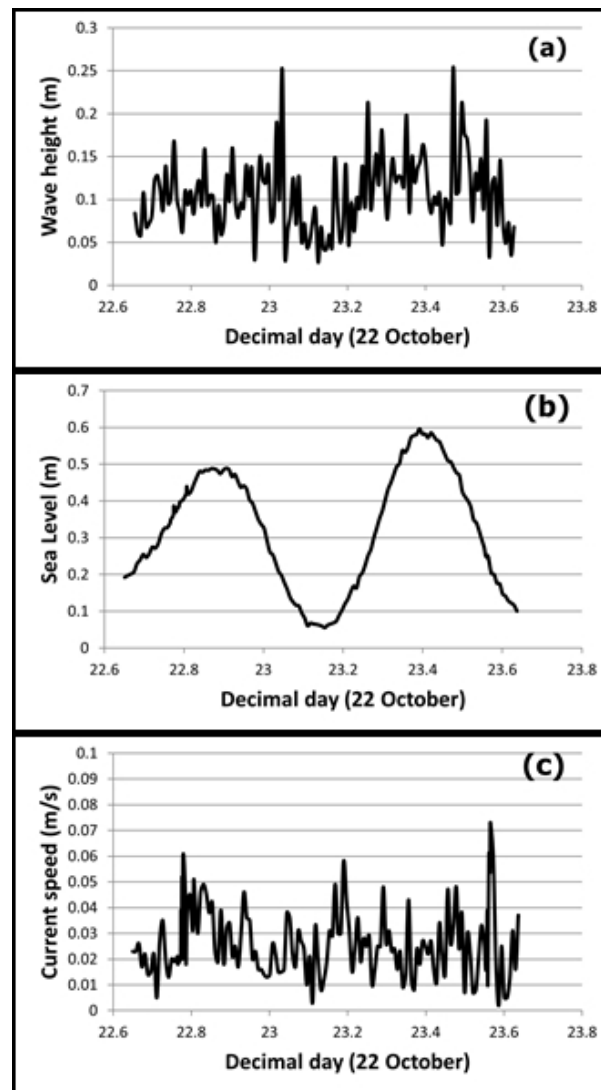 (a)
Wave height (m)
0.3
0.25
0.2
0.15
0.1
0.05
0
22.6 22.8 23 23.2 23.4 23.6 23.8
Decimal day (22 October)
(b)
Sea Level (m)
0.7
0.6
0.5
0.4
0.3
0.2
0.1
0
22.6 22.8 23 23.2 23.4 23.6 23.8
Decimal day (22 October)
(c)
Current speed (m/s)
0.1
0.09
0.08
0.07
0.06
0.05
0.04
0.03
0.02
0.01
0
22.6 22.8 23 23.2 23.4 23.6 23.8
Decimal day (22 October)